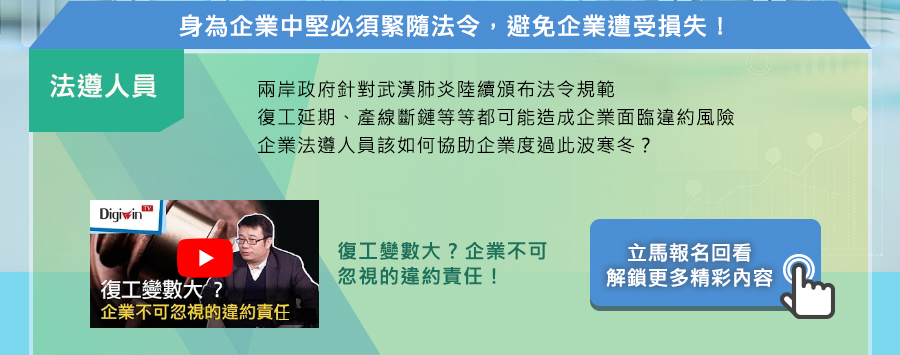 身為企業中堅必須緊隨法令，避免企業遭受損失！
法遵人員
兩岸政府針對武漢肺炎陸續頒布法令規範
復工延期、產線斷鏈等等都可能造成企業面臨違約風險
企業法遵人員該如何協助企業度過此波寒冬？
Digiwin TV
復工變數大 ？
企業不可忽視的違約責任
復工變數大？企業不可
忽視的違約責任！
立馬報名回看
解鎖更多精彩內容